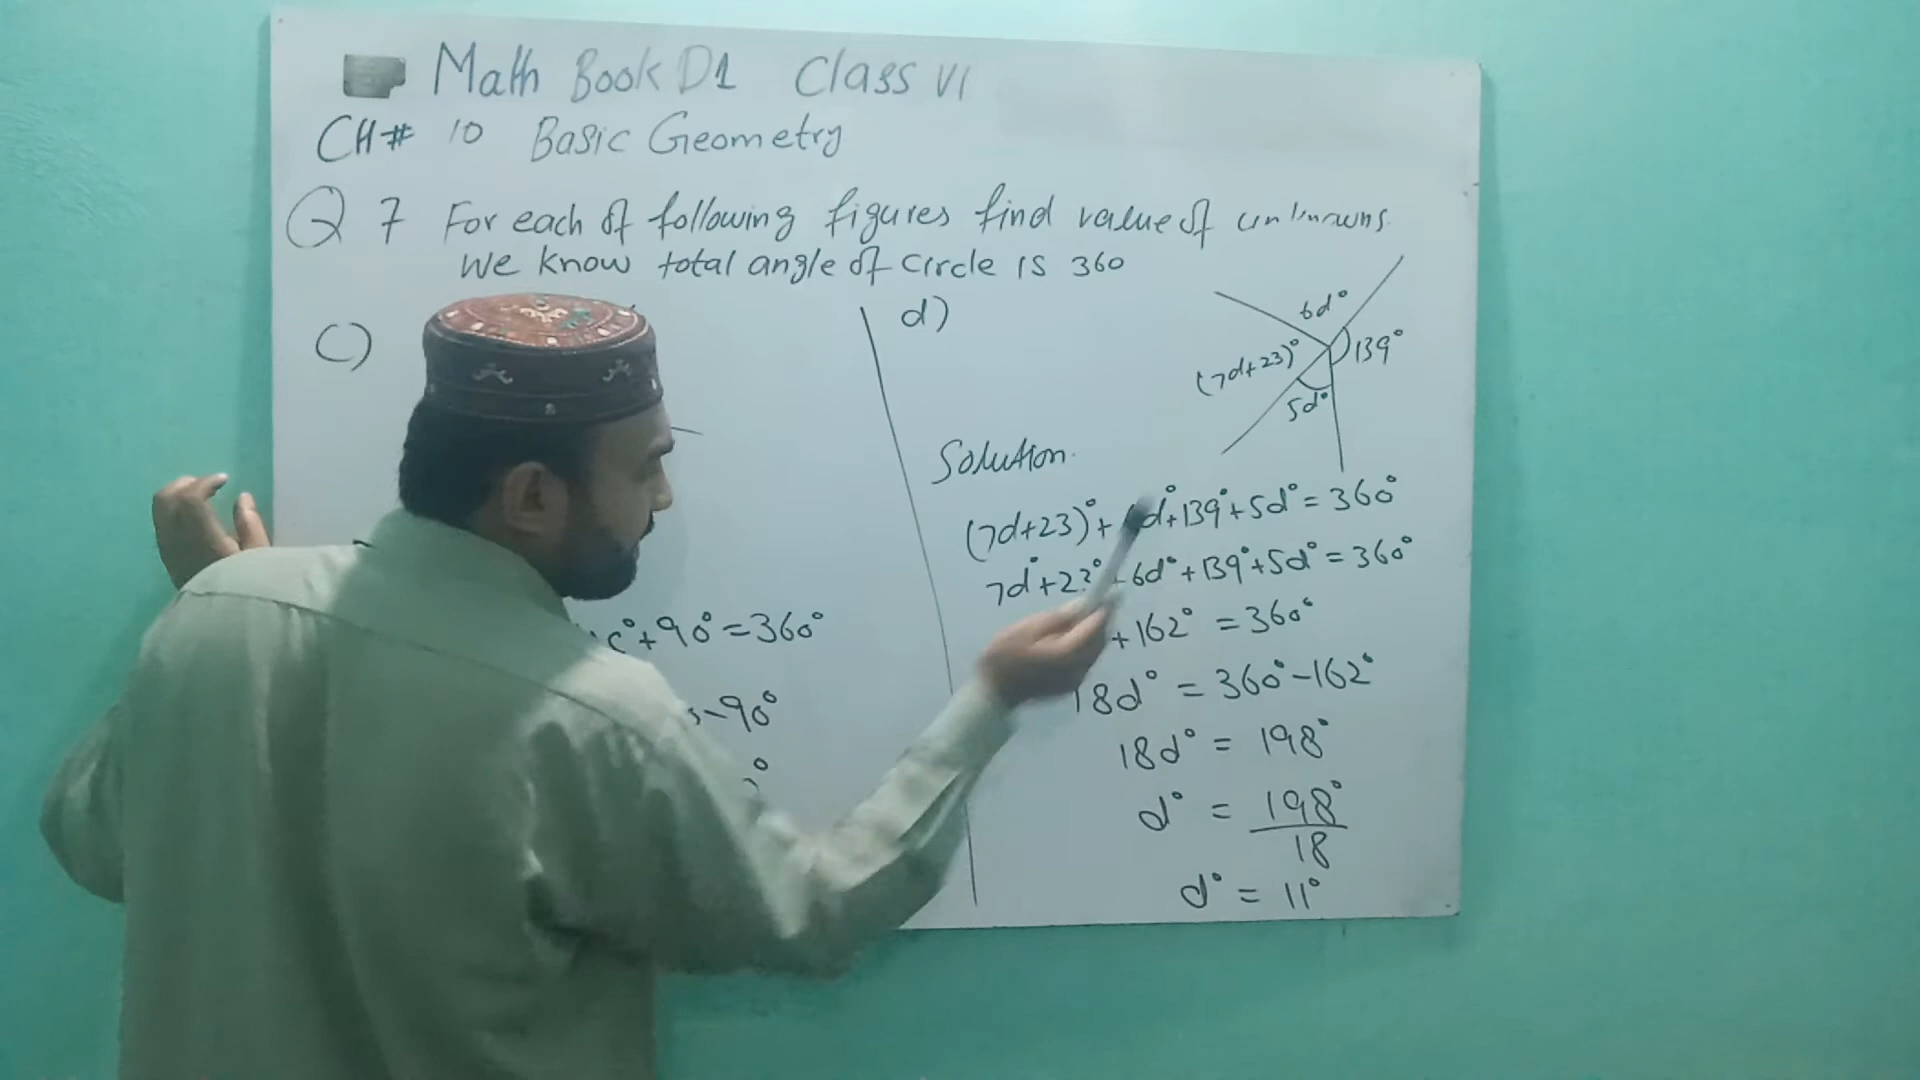 Math Book D1 Class VI
CH# 10 Basic Geometry
Q 7 For each of following figures find value of unknowns.
We know total angle of circle is 360
C)
c°+90°=360°
-90°
d)
6d°
139°
(7d+23)°
5d°
Solution.
(7d+23)°+ d°+139°+5d°=360°
7d°+23° 6d°+139°+5d°=360°
+162° =360°
18d° = 360°-162°
18d° = 198°
d° = 198°
18
d° = 11°